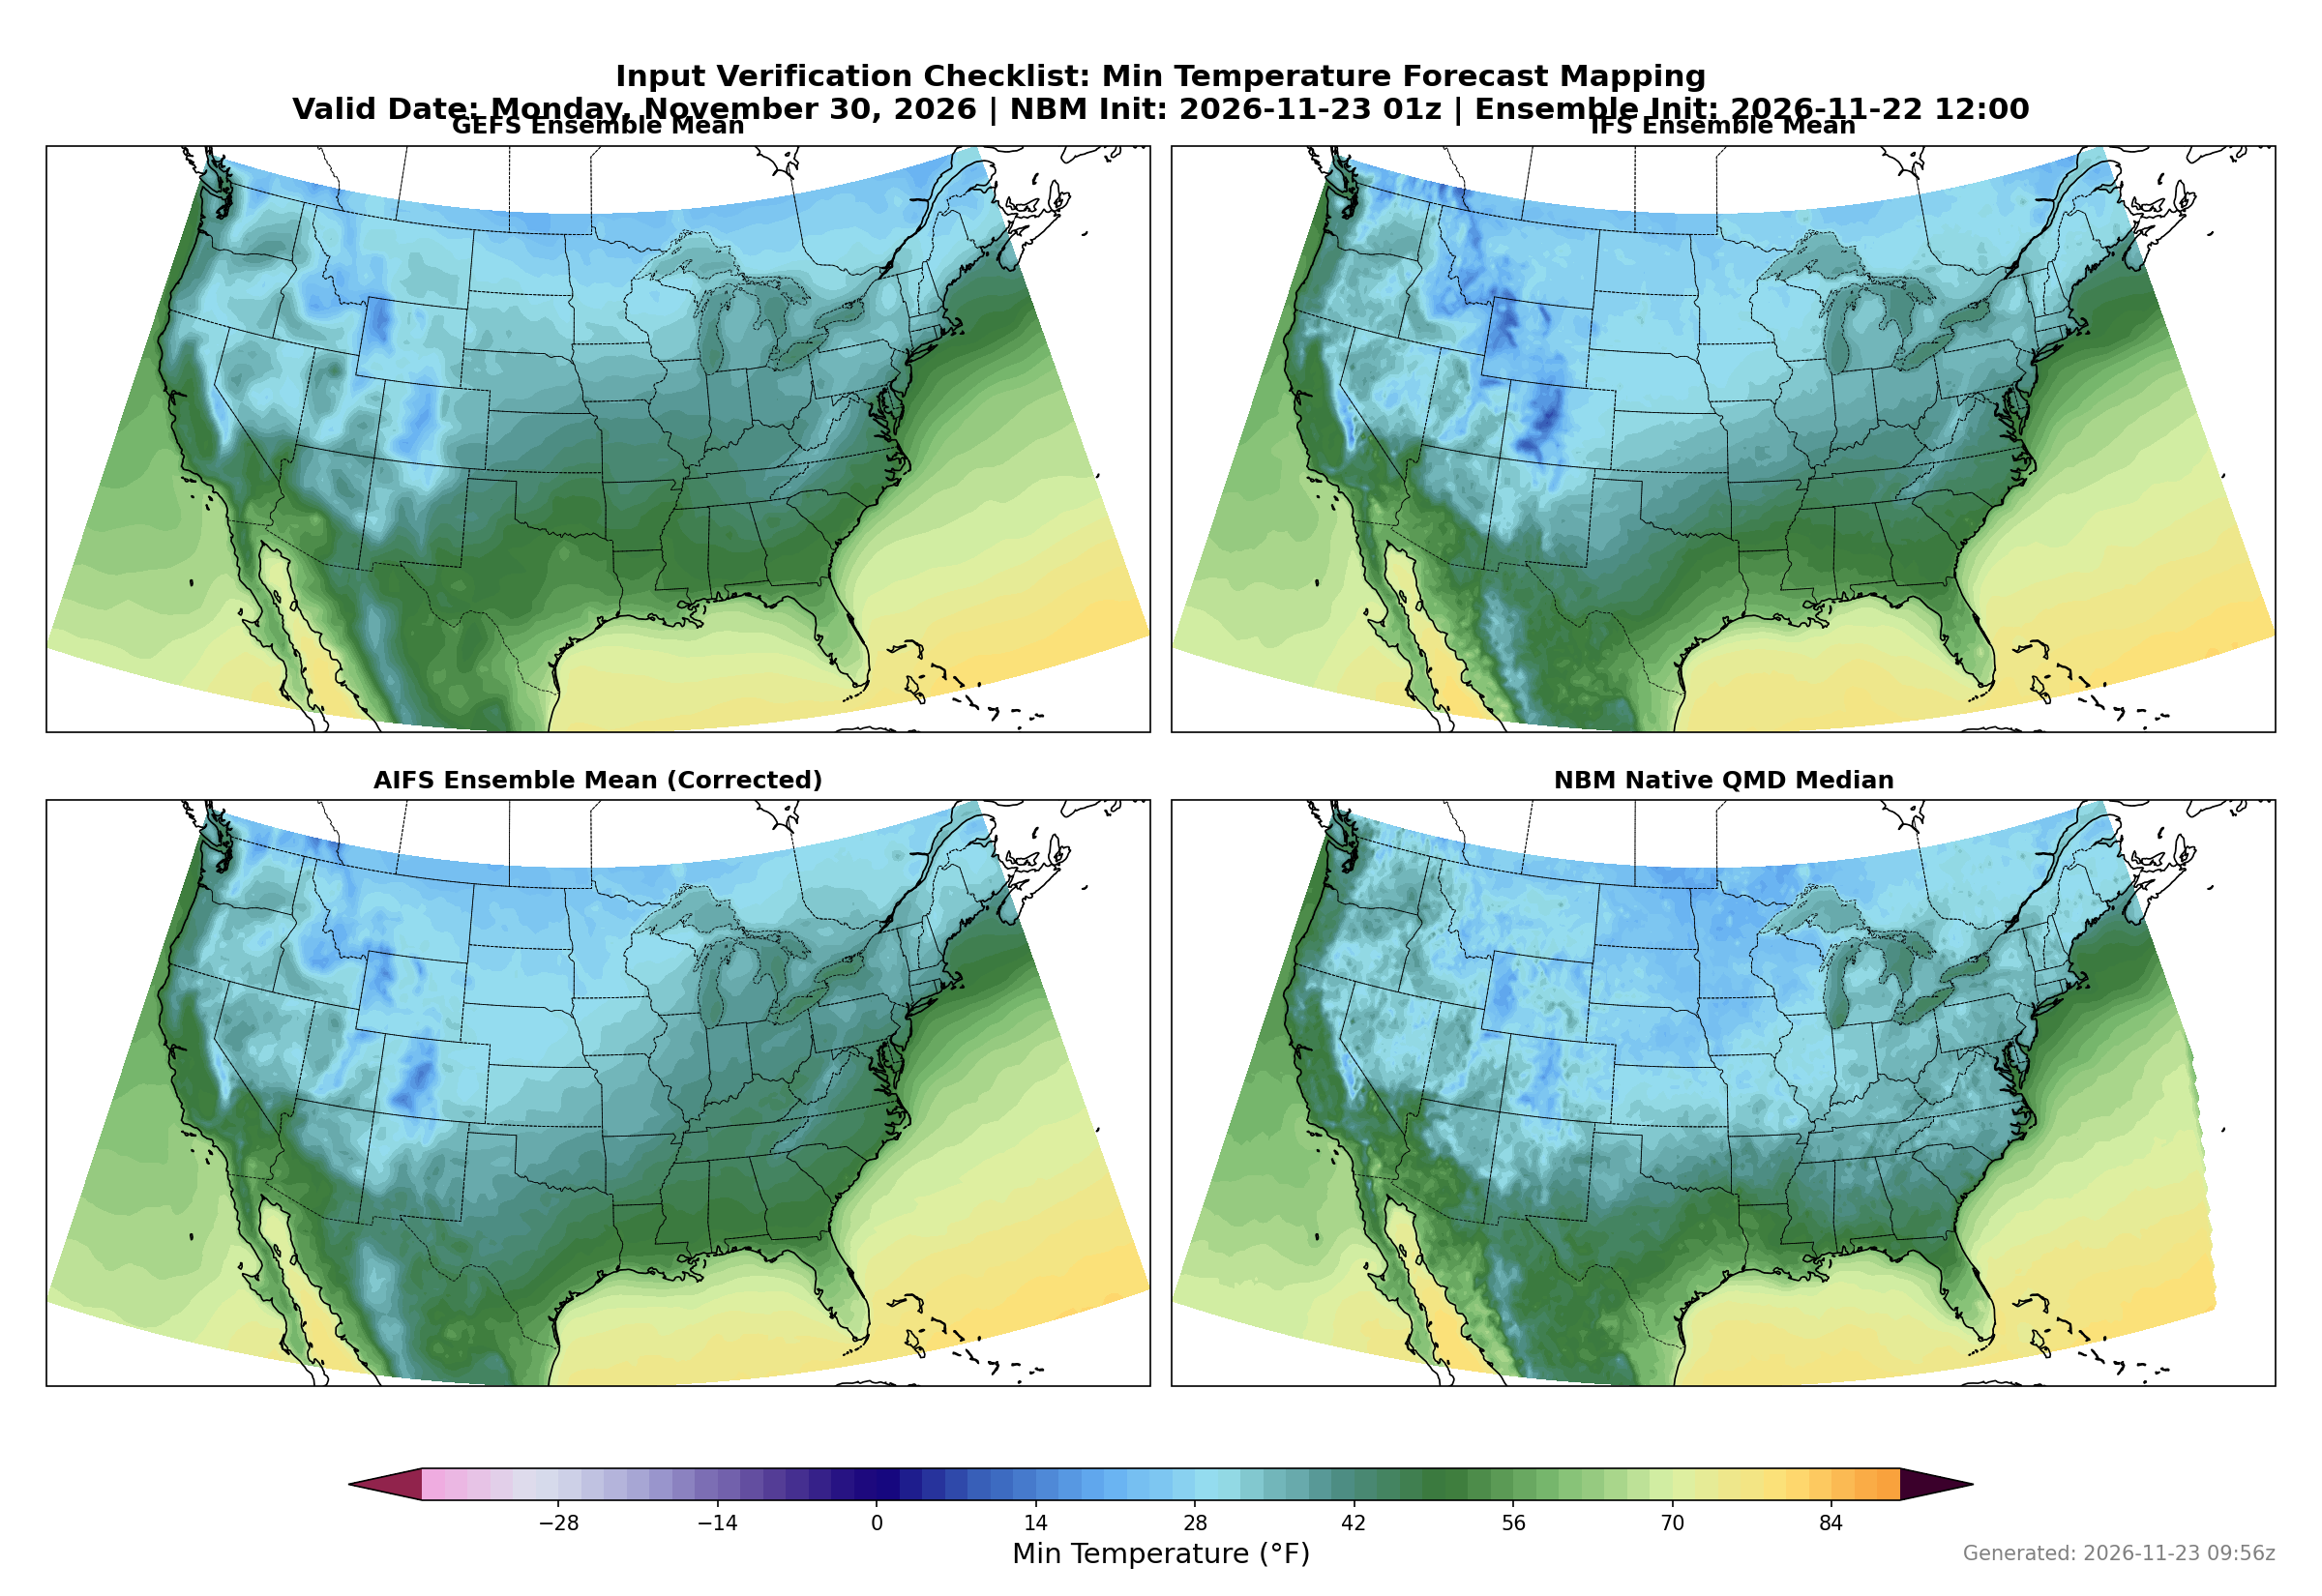 Input Verification Checklist: Min Temperature Forecast Mapping
Valid Date: Monday, November 30, 2026 | NBM Init: 2026-11-23 01z | Ensemble Init: 2026-11-22 12:00
GEFS Ensemble Mean
IFS Ensemble Mean
AIFS Ensemble Mean (Corrected)
NBM Native QMD Median
−28 −14 0 14 28 42 56 70 84
Min Temperature (°F)
Generated: 2026-11-23 09:56z